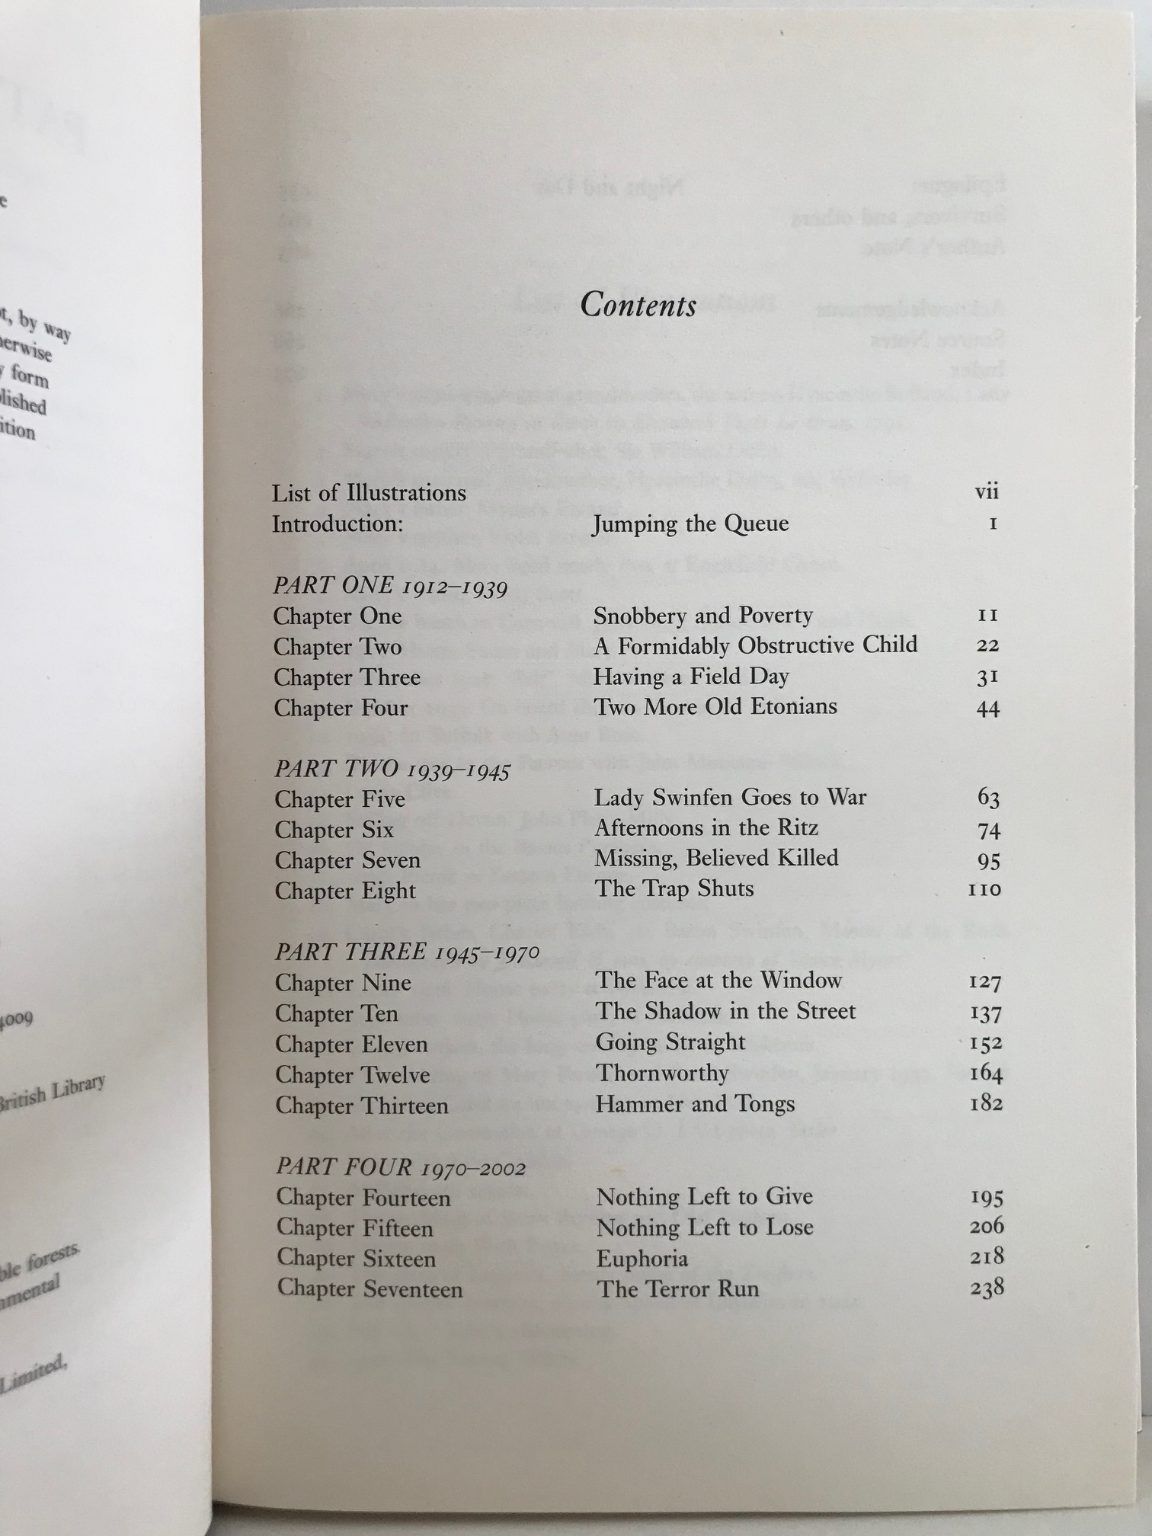 e
t, by way
erwise
form
lished
ition
4009
British Library
ble forests.
nmental
Limited,
Contents
List of Illustrations vii
Introduction: Jumping the Queue 1
PART ONE 1912–1939
Chapter One Snobbery and Poverty 11
Chapter Two A Formidably Obstructive Child 22
Chapter Three Having a Field Day 31
Chapter Four Two More Old Etonians 44
PART TWO 1939–1945
Chapter Five Lady Swinfen Goes to War 63
Chapter Six Afternoons in the Ritz 74
Chapter Seven Missing, Believed Killed 95
Chapter Eight The Trap Shuts 110
PART THREE 1945–1970
Chapter Nine The Face at the Window 127
Chapter Ten The Shadow in the Street 137
Chapter Eleven Going Straight 152
Chapter Twelve Thornworthy 164
Chapter Thirteen Hammer and Tongs 182
PART FOUR 1970–2002
Chapter Fourteen Nothing Left to Give 195
Chapter Fifteen Nothing Left to Lose 206
Chapter Sixteen Euphoria 218
Chapter Seventeen The Terror Run 238